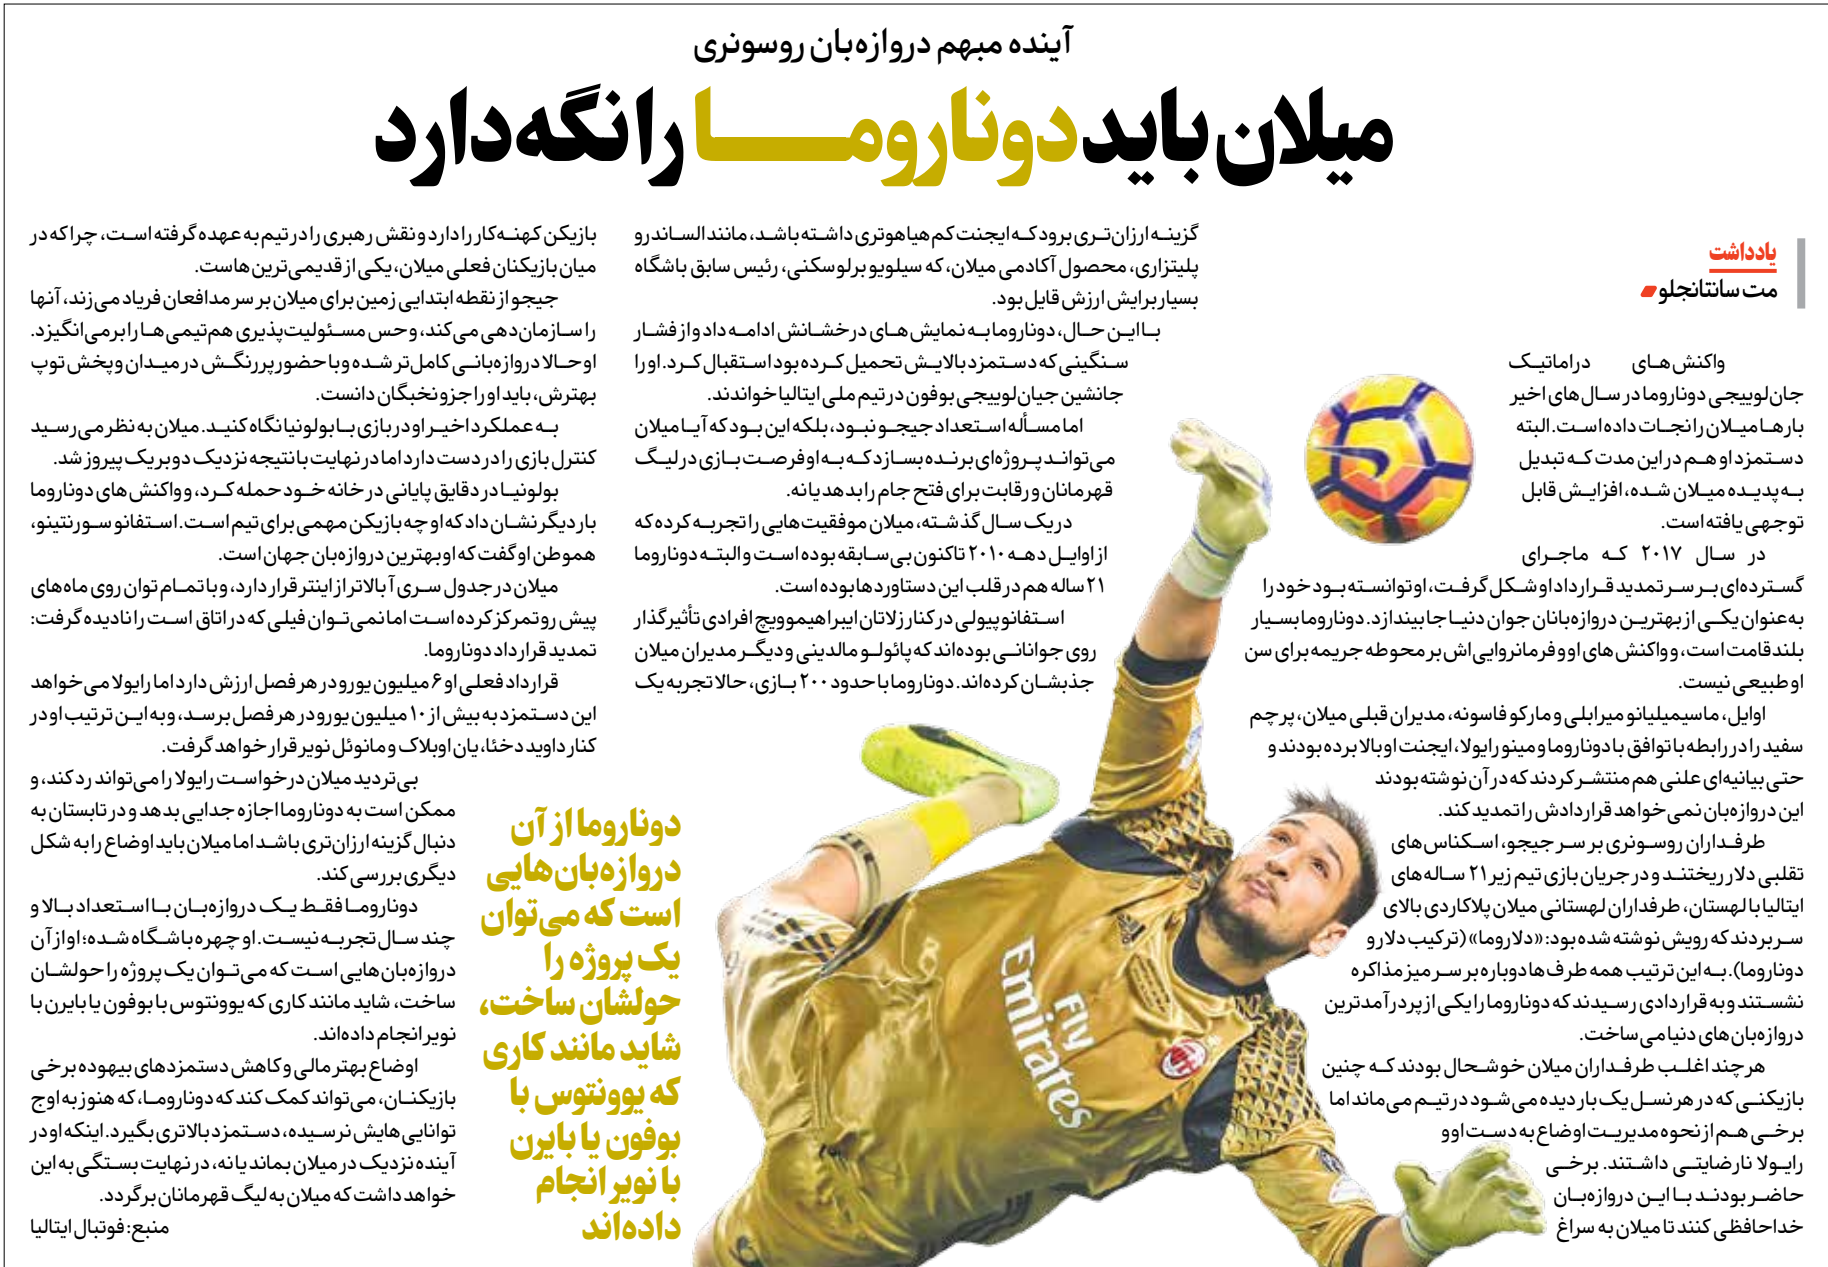 آینده مبهم دروازه‌بان روسونری
میلان باید دوناروما را نگه دارد
یادداشت
مت سانتانجلو
واکنش‌های دراماتیک
جان‌لوییجی دوناروما در سال‌های اخیر
بارها میلان را نجات داده است. البته
دستمزد او هم در این مدت که تبدیل
به پدیده میلان شده، افزایش قابل
توجهی یافته است.
در سال ۲۰۱۷ که ماجرای
گسترده‌ای بر سر تمدید قرارداد او شکل گرفت، او توانسته بود خود را
به‌عنوان یکی از بهترین دروازه‌بانان جوان دنیا جا بیندازد. دوناروما بسیار
بلندقامت است، و واکنش‌های او و فرمانروایی‌اش بر محوطه جریمه برای سن
او طبیعی نیست.
اوایل، ماسیمیلیانو میرابلی و مارکو فاسونه، مدیران قبلی میلان، پرچم
سفید را در رابطه با توافق با دوناروما و مینو رایولا، ایجنت او بالا برده بودند و
حتی بیانیه‌ای علنی هم منتشر کردند که در آن نوشته بودند
این دروازه‌بان نمی‌خواهد قراردادش را تمدید کند.
طرفداران روسونری بر سر جیجو، اسکناس‌های
تقلبی دلار ریختند و در جریان بازی تیم زیر ۲۱ ساله‌های
ایتالیا با لهستان، طرفداران لهستانی میلان پلاکاردی بالای
سر بردند که رویش نوشته شده بود: «دلاروما» (ترکیب دلار و
دوناروما). به این ترتیب همه طرف‌ها دوباره بر سر میز مذاکره
نشستند و به قراردادی رسیدند که دوناروما را یکی از پردرآمدترین
دروازه‌بان‌های دنیا می‌ساخت.
هرچند اغلب طرفداران میلان خوشحال بودند که چنین
بازیکنی که در هر نسل یک بار دیده می‌شود در تیم می‌ماند اما
برخی هم از نحوه مدیریت اوضاع به دست او و
رایولا نارضایتی داشتند. برخی
حاضر بودند با این دروازه‌بان
خداحافظی کنند تا میلان به سراغ
گزینه ارزان‌تری برود که ایجنت کم‌هیاهوتری داشته باشد، مانند الساندرو
پلیتزاری، محصول آکادمی میلان، که سیلویو برلوسکنی، رئیس سابق باشگاه
بسیار برایش ارزش قایل بود.
با این حال، دوناروما به نمایش‌های درخشانش ادامه داد و از فشار
سنگینی که دستمزد بالایش تحمیل کرده بود استقبال کرد. او را
جانشین جیان‌لوییجی بوفون در تیم ملی ایتالیا خواندند.
اما مسأله استعداد جیجو نبود، بلکه این بود که آیا میلان
می‌تواند پروژه‌ای برنده بسازد که به او فرصت بازی در لیگ
قهرمانان و رقابت برای فتح جام را بدهد یا نه.
در یک سال گذشته، میلان موفقیت‌هایی را تجربه کرده که
از اوایل دهه ۲۰۱۰ تاکنون بی‌سابقه بوده است و البته دوناروما
۲۱ ساله هم در قلب این دستاوردها بوده است.
استفانو پیولی در کنار زلاتان ایبراهیموویچ افرادی تأثیرگذار
روی جوانانی بوده‌اند که پائولو مالدینی و دیگر مدیران میلان
جذبشان کرده‌اند. دوناروما با حدود ۲۰۰ بازی، حالا تجربه یک
بازیکن کهنه‌کار را دارد و نقش رهبری را در تیم به عهده گرفته است، چرا که در
میان بازیکنان فعلی میلان، یکی از قدیمی‌ترین هاست.
جیجو از نقطه ابتدایی زمین برای میلان بر سر مدافعان فریاد می‌زند، آنها
را سازمان‌دهی می‌کند، و حس مسئولیت‌پذیری هم‌تیمی‌ها را برمی‌انگیزد.
او حالا دروازه‌بانی کامل‌تر شده و با حضور پررنگش در میدان و پخش توپ
بهترش، باید او را جزو نخبگان دانست.
به عملکرد اخیر او در بازی با بولونیا نگاه کنید. میلان به نظر می‌رسید
کنترل بازی را در دست دارد اما در نهایت با نتیجه نزدیک دو بر یک پیروز شد.
بولونیا در دقایق پایانی در خانه خود حمله کرد، و واکنش‌های دوناروما
بار دیگر نشان داد که او چه بازیکن مهمی برای تیم است. استفانو سورنتینو،
هموطن او گفت که او بهترین دروازه‌بان جهان است.
میلان در جدول سری آ بالاتر از اینتر قرار دارد، و با تمام توان روی ماه‌های
پیش رو تمرکز کرده است اما نمی‌توان فیلی که در اتاق است را نادیده گرفت:
تمدید قرارداد دوناروما.
قرارداد فعلی او ۶ میلیون یورو در هر فصل ارزش دارد اما رایولا می‌خواهد
این دستمزد به بیش از ۱۰ میلیون یورو در هر فصل برسد، و به این ترتیب او در
کنار داوید دخئا، یان اوبلاک و مانوئل نویر قرار خواهد گرفت.
بی‌تردید میلان درخواست رایولا را می‌تواند رد کند، و
ممکن است به دوناروما اجازه جدایی بدهد و در تابستان به
دنبال گزینه ارزان‌تری باشد اما میلان باید اوضاع را به شکل
دیگری بررسی کند.
دوناروما فقط یک دروازه‌بان با استعداد بالا و
چند سال تجربه نیست. او چهره باشگاه شده؛ او از آن
دروازه‌بان‌هایی است که می‌توان یک پروژه را حولشان
ساخت، شاید مانند کاری که یوونتوس با بوفون یا بایرن با
نویر انجام داده‌اند.
اوضاع بهتر مالی و کاهش دستمزدهای بیهوده برخی
بازیکنان، می‌تواند کمک کند که دوناروما، که هنوز به اوج
توانایی‌هایش نرسیده، دستمزد بالاتری بگیرد. اینکه او در
آینده نزدیک در میلان بماند یا نه، در نهایت بستگی به این
خواهد داشت که میلان به لیگ قهرمانان برگردد.
منبع: فوتبال ایتالیا
دوناروما از آن
دروازه‌بان‌هایی
است که می‌توان
یک پروژه را
حولشان ساخت،
شاید مانند کاری
که یوونتوس با
بوفون یا بایرن
با نویر انجام
داده‌اند
Fly
Emirates